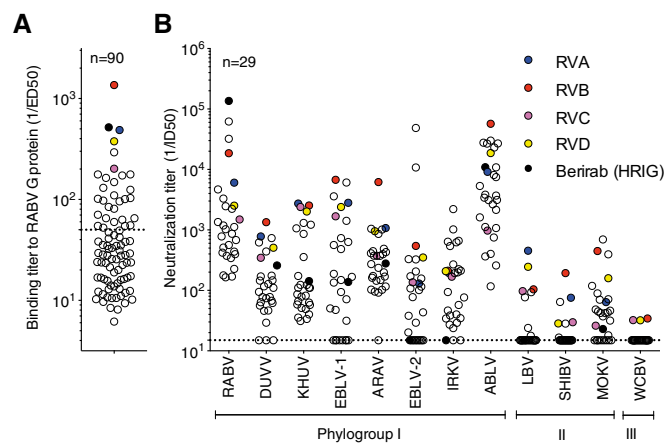 A
B
n=90
n=29
Binding titer to RABV G protein (1/ED50)
10³
10²
10¹
Neutralization titer (1/ID50)
10⁶
10⁵
10⁴
10³
10²
10¹
RVA
RVB
RVC
RVD
Berirab (HRIG)
RABV
DUVV
KHUV
EBLV-1
ARAV
EBLV-2
IRKV
ABLV
LBV
SHIBV
MOKV
WCBV
Phylogroup I
II
III